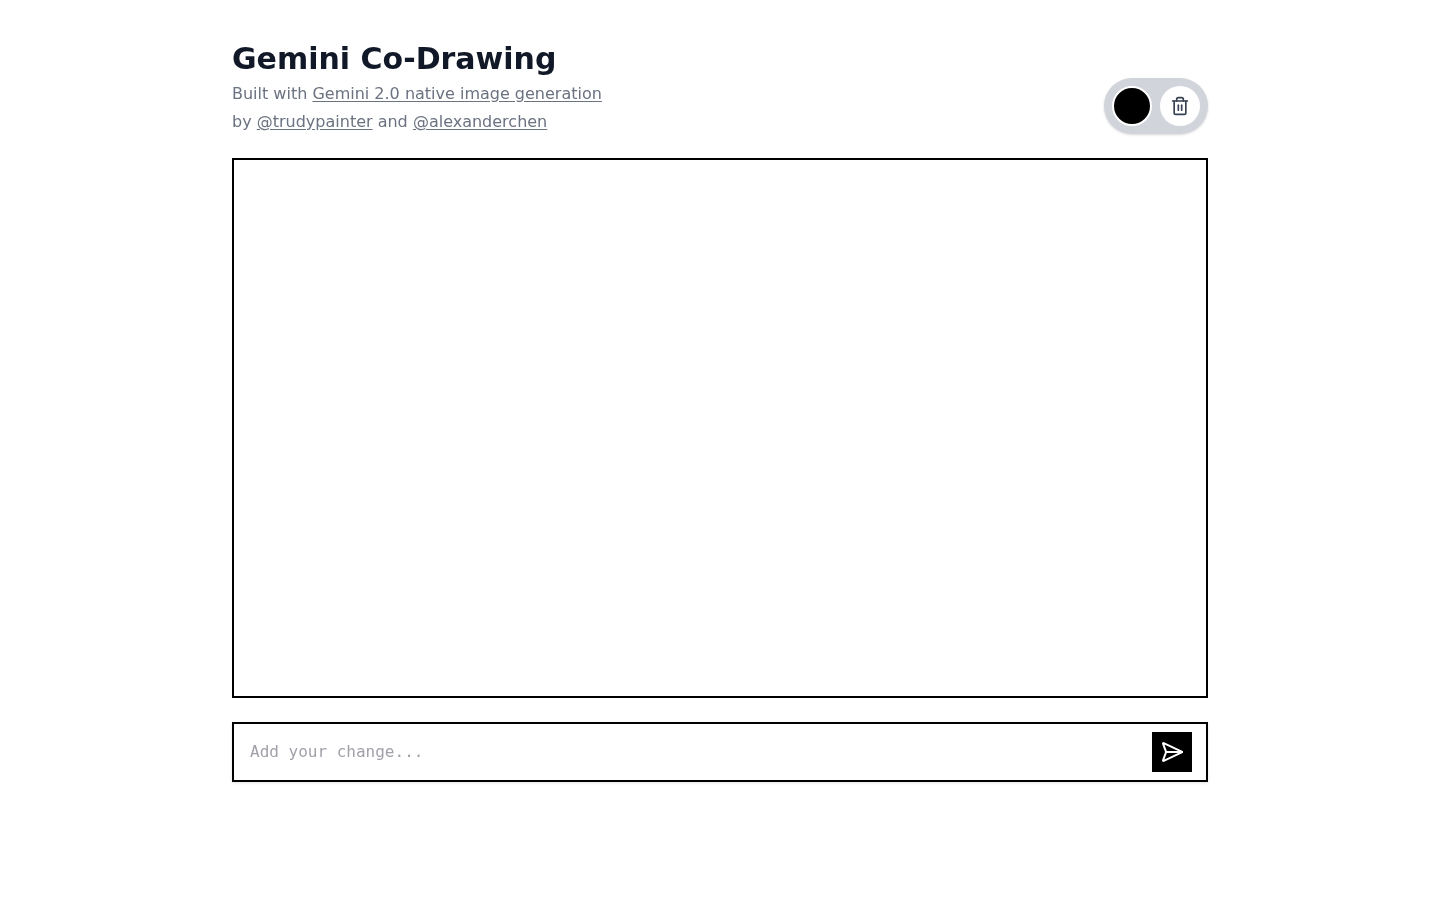 Gemini Co-Drawing
Built with Gemini 2.0 native image generation
by @trudypainter and @alexanderchen
Add your change...